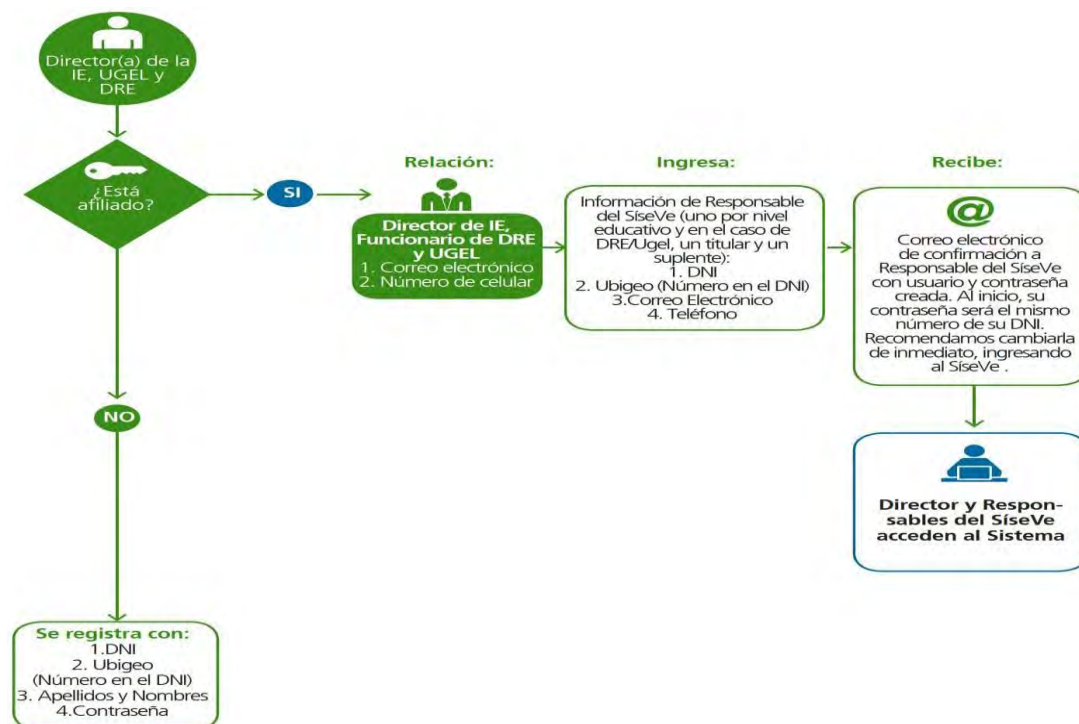 Director(a) de la
IE, UGEL y
DRE
¿Está
afiliado?
SI
Relación:
Director de IE,
Funcionario de DRE
y UGEL
1. Correo electrónico
2. Número de celular
Ingresa:
Información de Responsable
del SíseVe (uno por nivel
educativo y en el caso de
DRE/Ugel, un titular y un
suplente):
1. DNI
2. Ubigeo (Número en el DNI)
3.Correo Electrónico
4. Teléfono
Recibe:
@
Correo electrónico
de confirmación a
Responsable del SíseVe
con usuario y contraseña
creada. Al inicio, su
contraseña será el mismo
número de su DNI.
Recomendamos cambiarla
de inmediato, ingresando
al SíseVe .
Director y Respon-
sables del SíseVe
acceden al Sistema
NO
Se registra con:
1.DNI
2. Ubigeo
(Número en el DNI)
3. Apellidos y Nombres
4.Contraseña